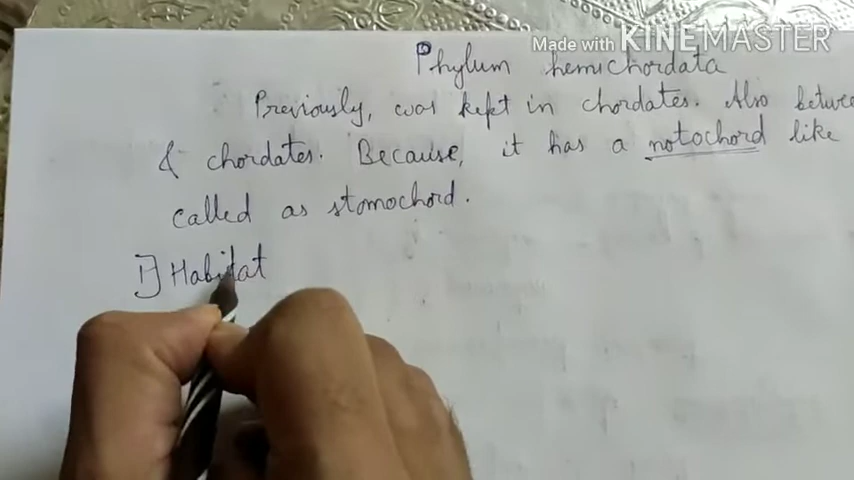 Made with KINEMASTER
Phylum hemichordata
Previously, was kept in chordates. Also
& chordates. Because, it has a notochord like
called as stomochord.
1] Habitat